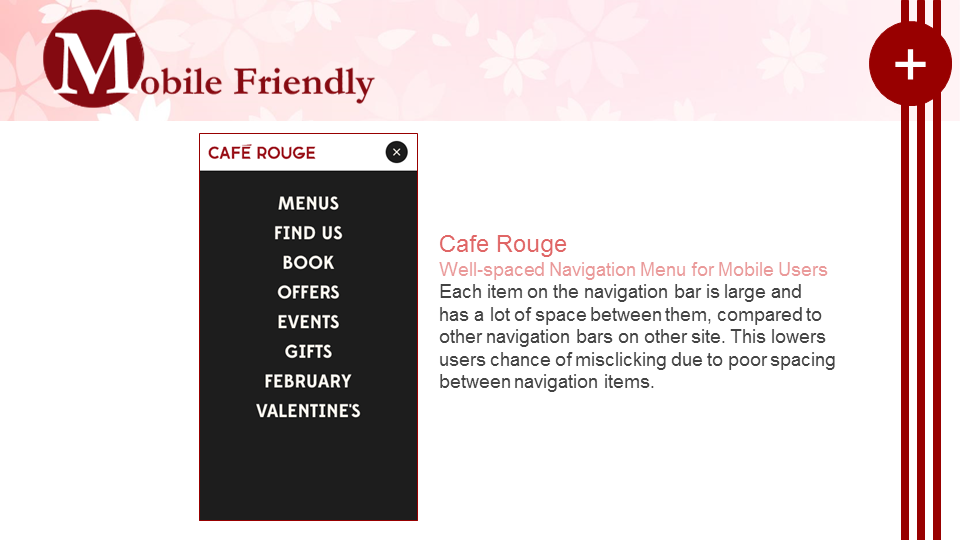 Mobile Friendly
+
CAFÉ ROUGE
×
MENUS
FIND US
BOOK
OFFERS
EVENTS
GIFTS
FEBRUARY
VALENTINE'S
Cafe Rouge
Well-spaced Navigation Menu for Mobile Users
Each item on the navigation bar is large and
has a lot of space between them, compared to
other navigation bars on other site. This lowers
users chance of misclicking due to poor spacing
between navigation items.